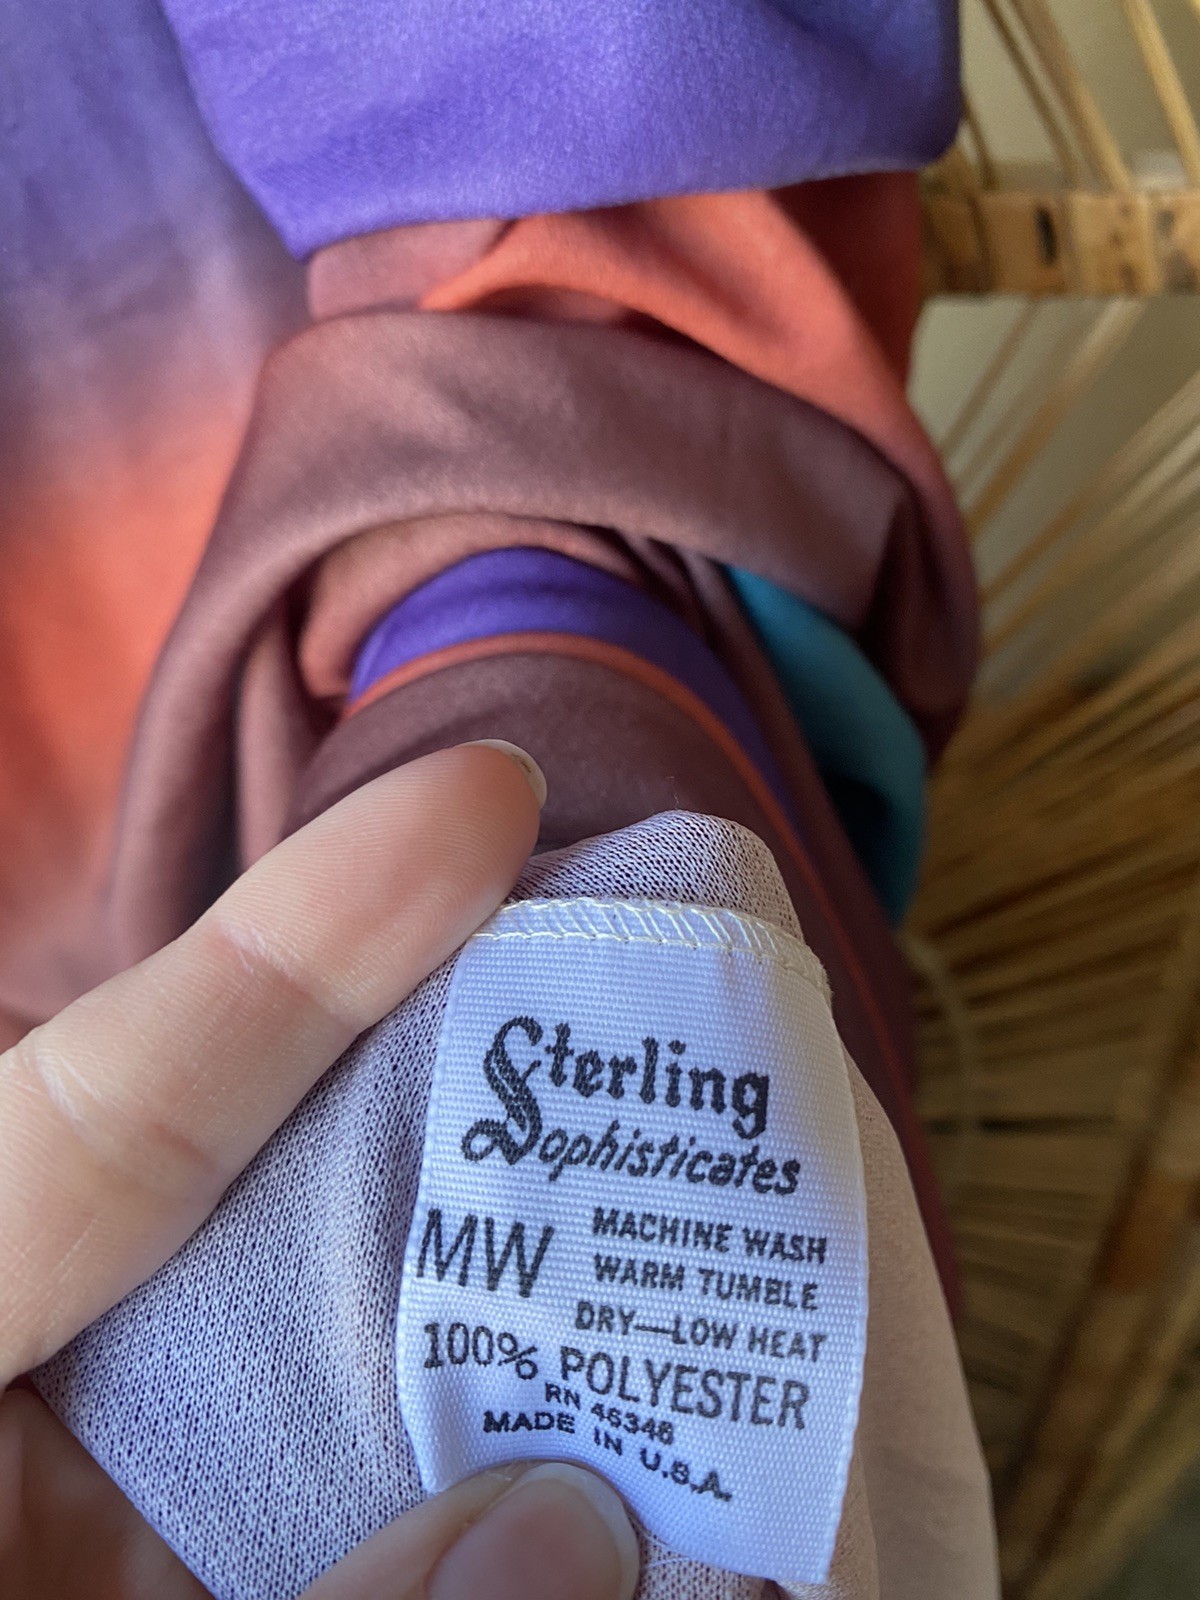 Sterling
Sophisticates
MW
MACHINE WASH
WARM TUMBLE
DRY—LOW HEAT
100% POLYESTER
RN 46346
MADE IN U.S.A.